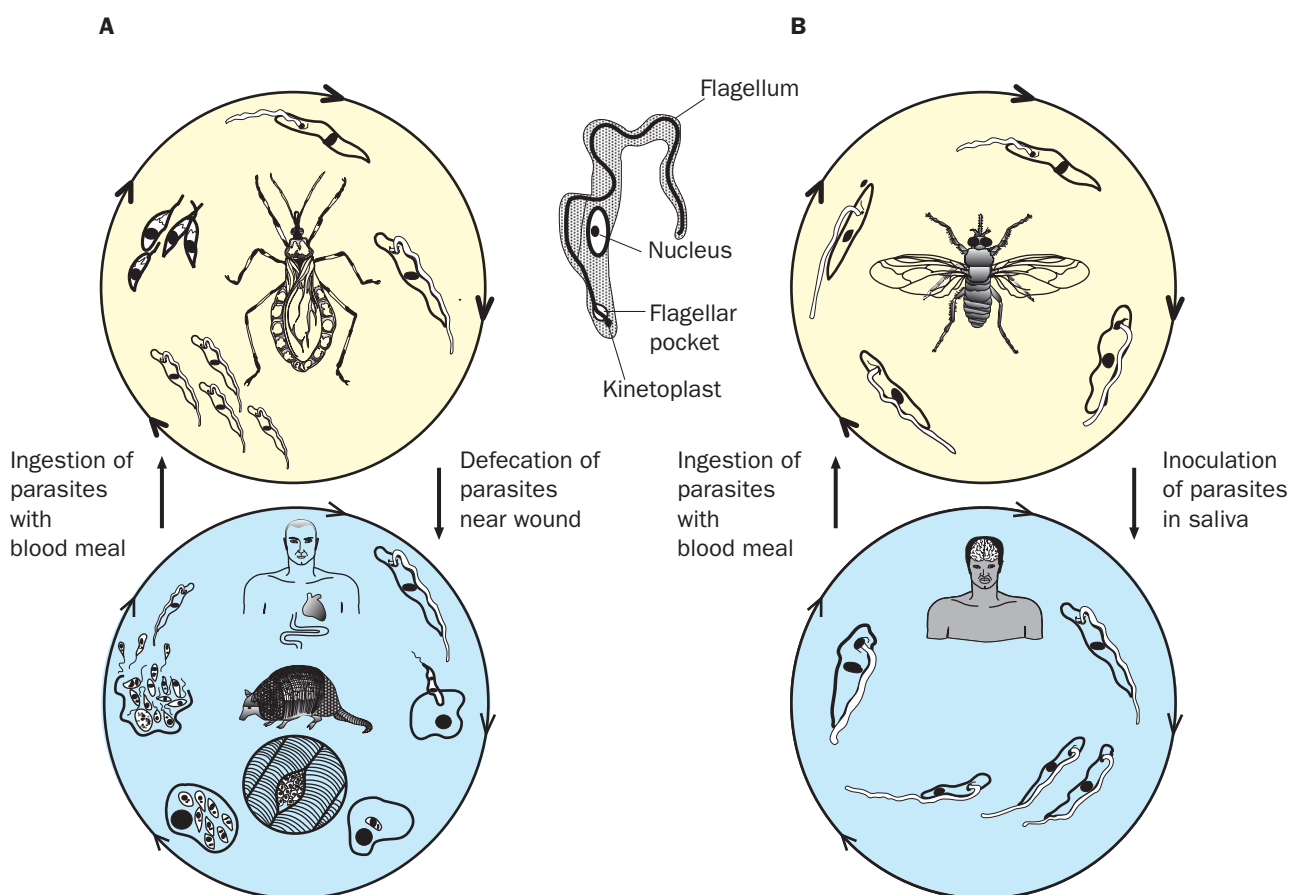 A
B
Flagellum
Nucleus
Flagellar
pocket
Kinetoplast
Ingestion of
parasites
with
blood meal
Defecation of
parasites
near wound
Ingestion of
parasites
with
blood meal
Inoculation
of parasites
in saliva